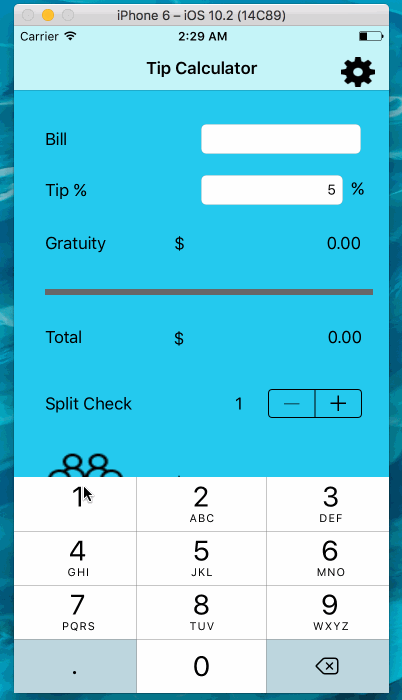 iPhone 6 – iOS 10.2 (14C89)
Carrier 2:29 AM
Tip Calculator
Bill
Tip % 5 %
Gratuity $ 0.00
Total $ 0.00
Split Check 1 — +
1 2 3
ABC DEF
4 5 6
GHI JKL MNO
7 8 9
PQRS TUV WXYZ
. 0